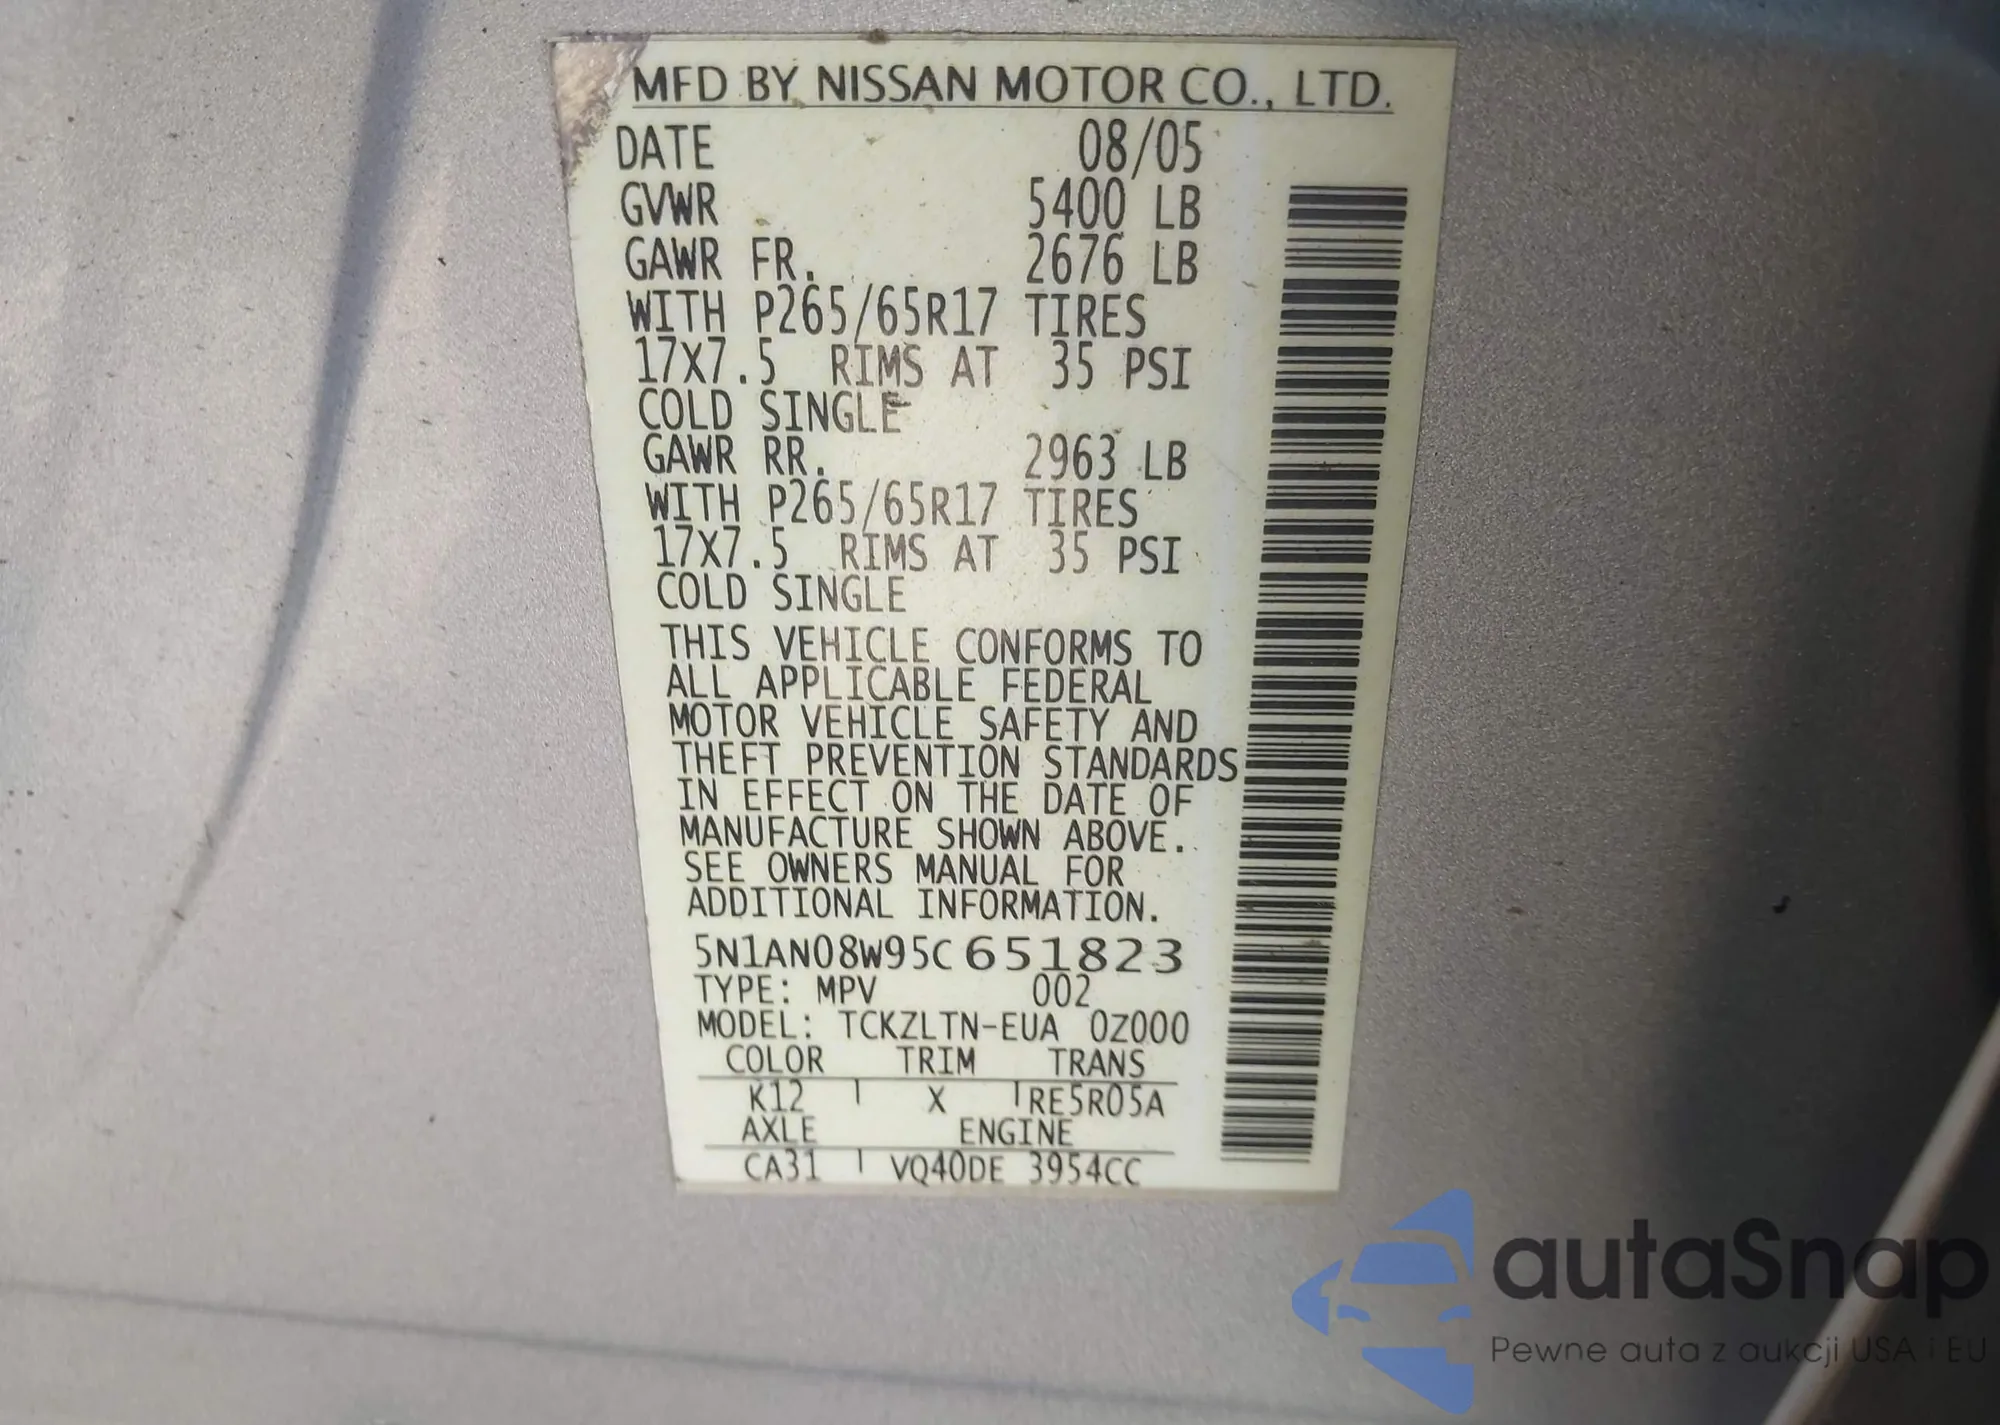 MFD BY NISSAN MOTOR CO., LTD.
DATE 08/05
GVWR 5400 LB
GAWR FR. 2676 LB
WITH P265/65R17 TIRES
17X7.5 RIMS AT 35 PSI
COLD SINGLE
GAWR RR. 2963 LB
WITH P265/65R17 TIRES
17X7.5 RIMS AT 35 PSI
COLD SINGLE
THIS VEHICLE CONFORMS TO
ALL APPLICABLE FEDERAL
MOTOR VEHICLE SAFETY AND
THEFT PREVENTION STANDARDS
IN EFFECT ON THE DATE OF
MANUFACTURE SHOWN ABOVE.
SEE OWNERS MANUAL FOR
ADDITIONAL INFORMATION.
5N1AN08W95C651823
TYPE: MPV 002
MODEL: TCKZLTN-EUA 0Z000
COLOR TRIM TRANS
K12 X RE5R05A
AXLE ENGINE
CA31 VQ40DE 3954CC
autaSnap
Pewne auta z aukcji USA i EU